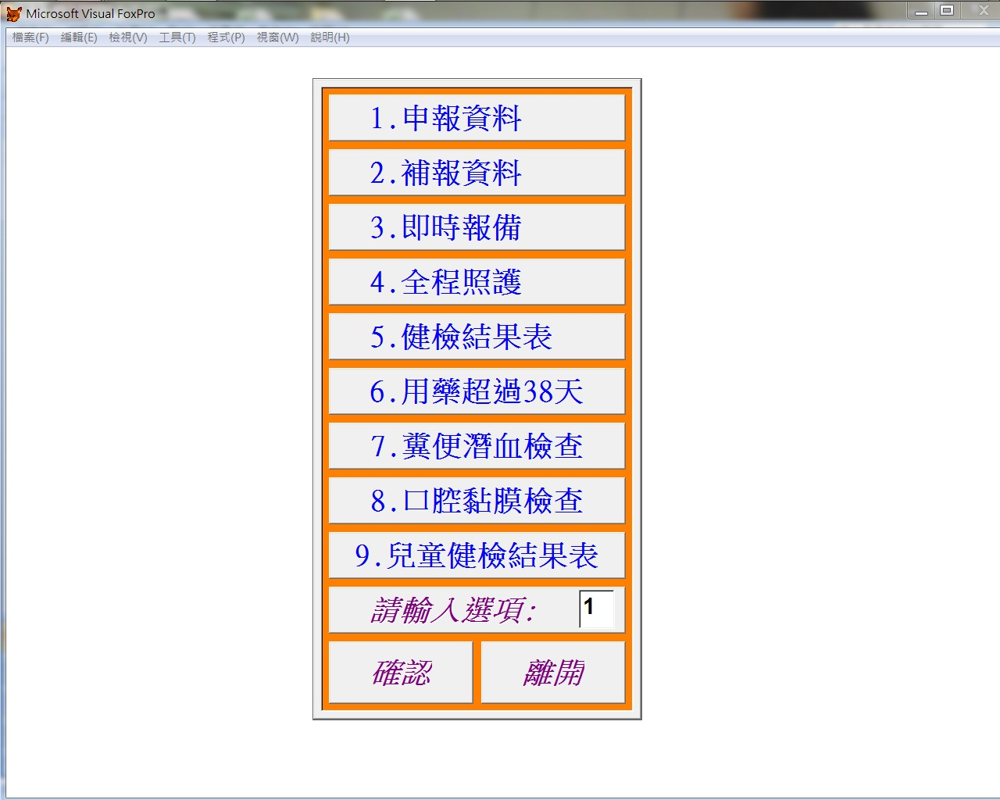 Microsoft Visual FoxPro
檔案(F) 編輯(E) 檢視(V) 工具(T) 程式(P) 視窗(W) 說明(H)
1.申報資料
2.補報資料
3.即時報備
4.全程照護
5.健檢結果表
6.用藥超過38天
7.糞便潛血檢查
8.口腔黏膜檢查
9.兒童健檢結果表
請輸入選項: 1
確認 離開